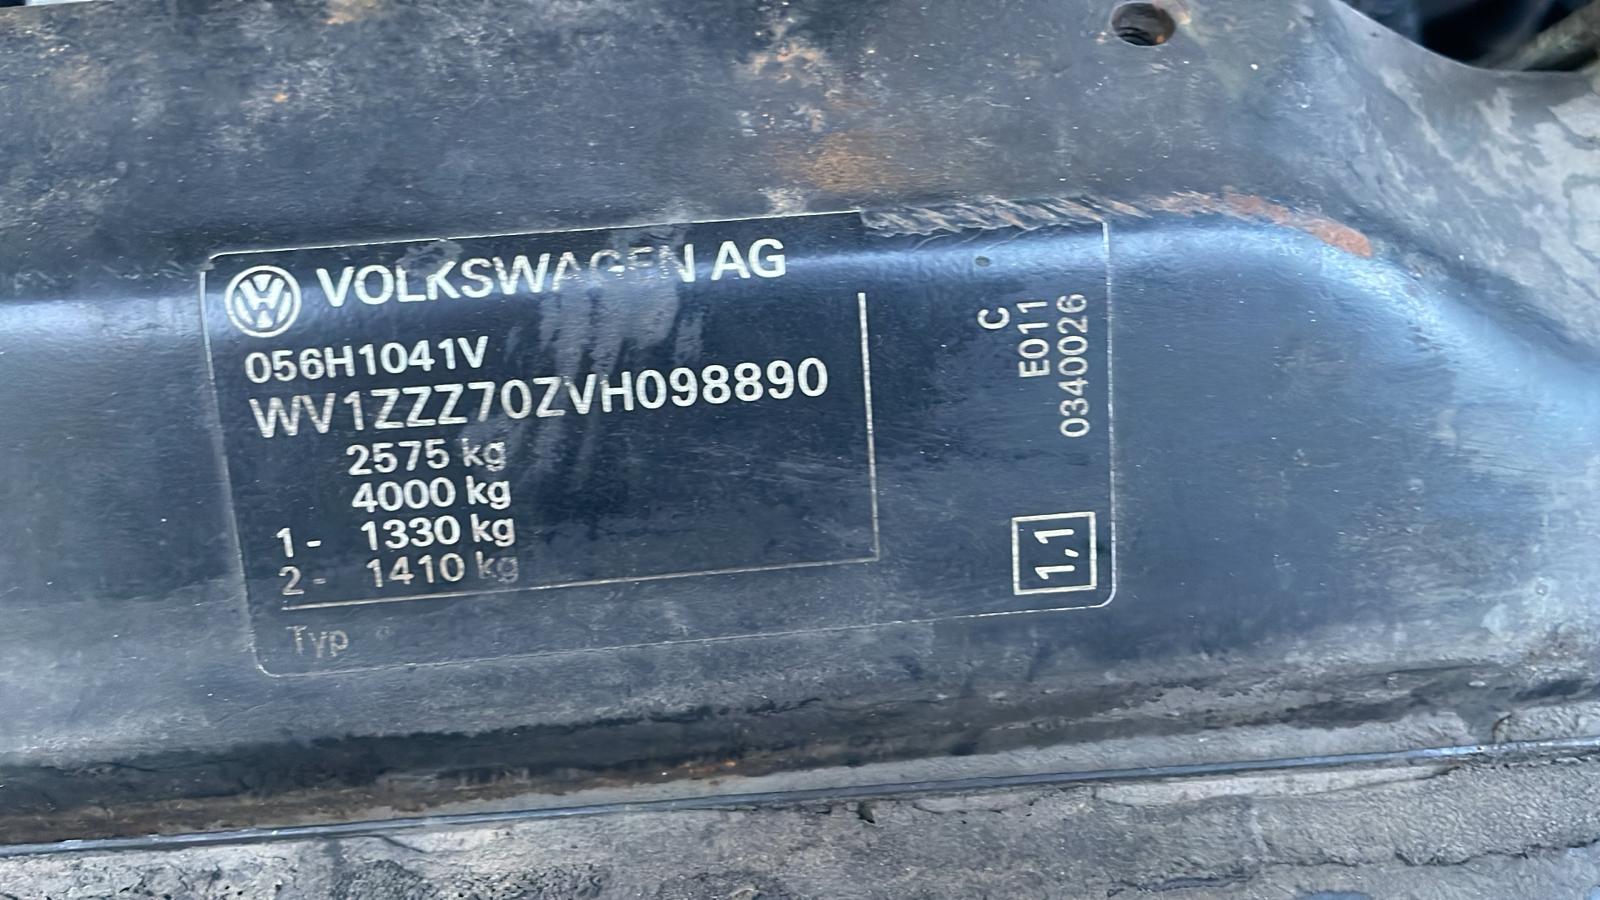 VOLKSWAGEN AG
056H1041V
WV1ZZZ70ZVH098890
2575 kg
4000 kg
1- 1330 kg
2- 1410 kg
Typ
C
E011
0340026
1,1